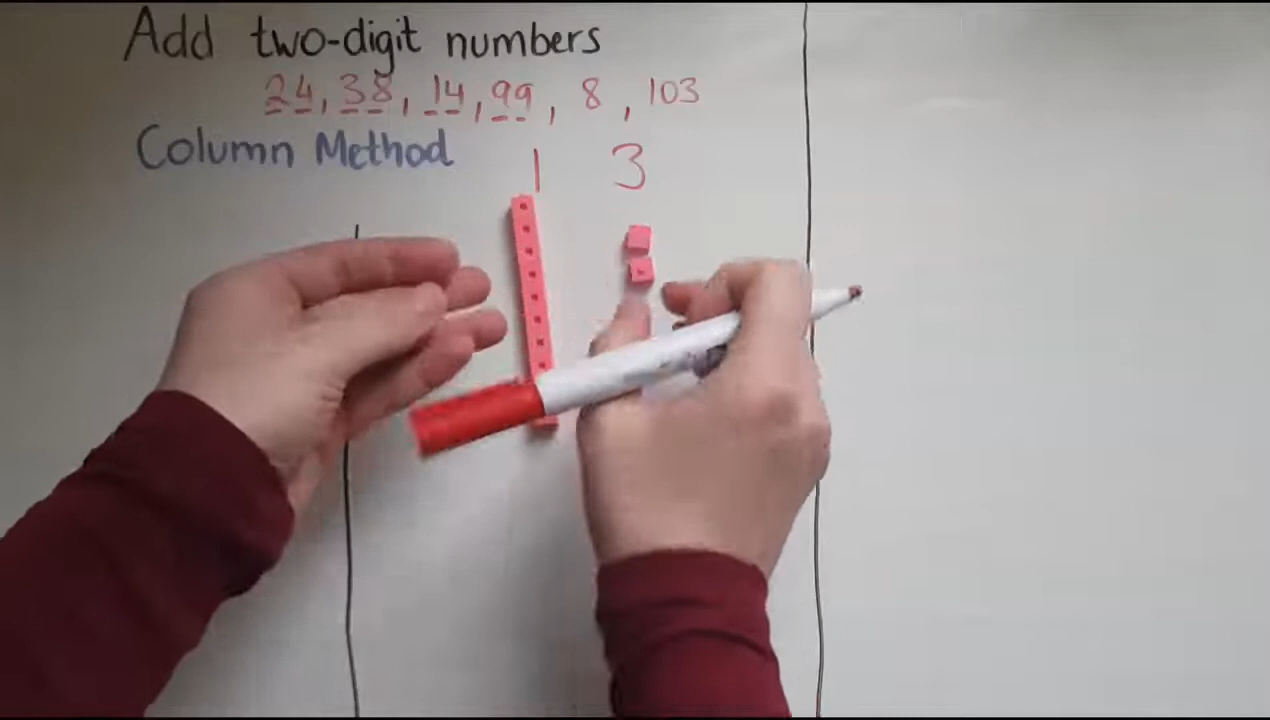 Add two-digit numbers
24, 38, 14, 99, 8, 103
Column Method
1 3